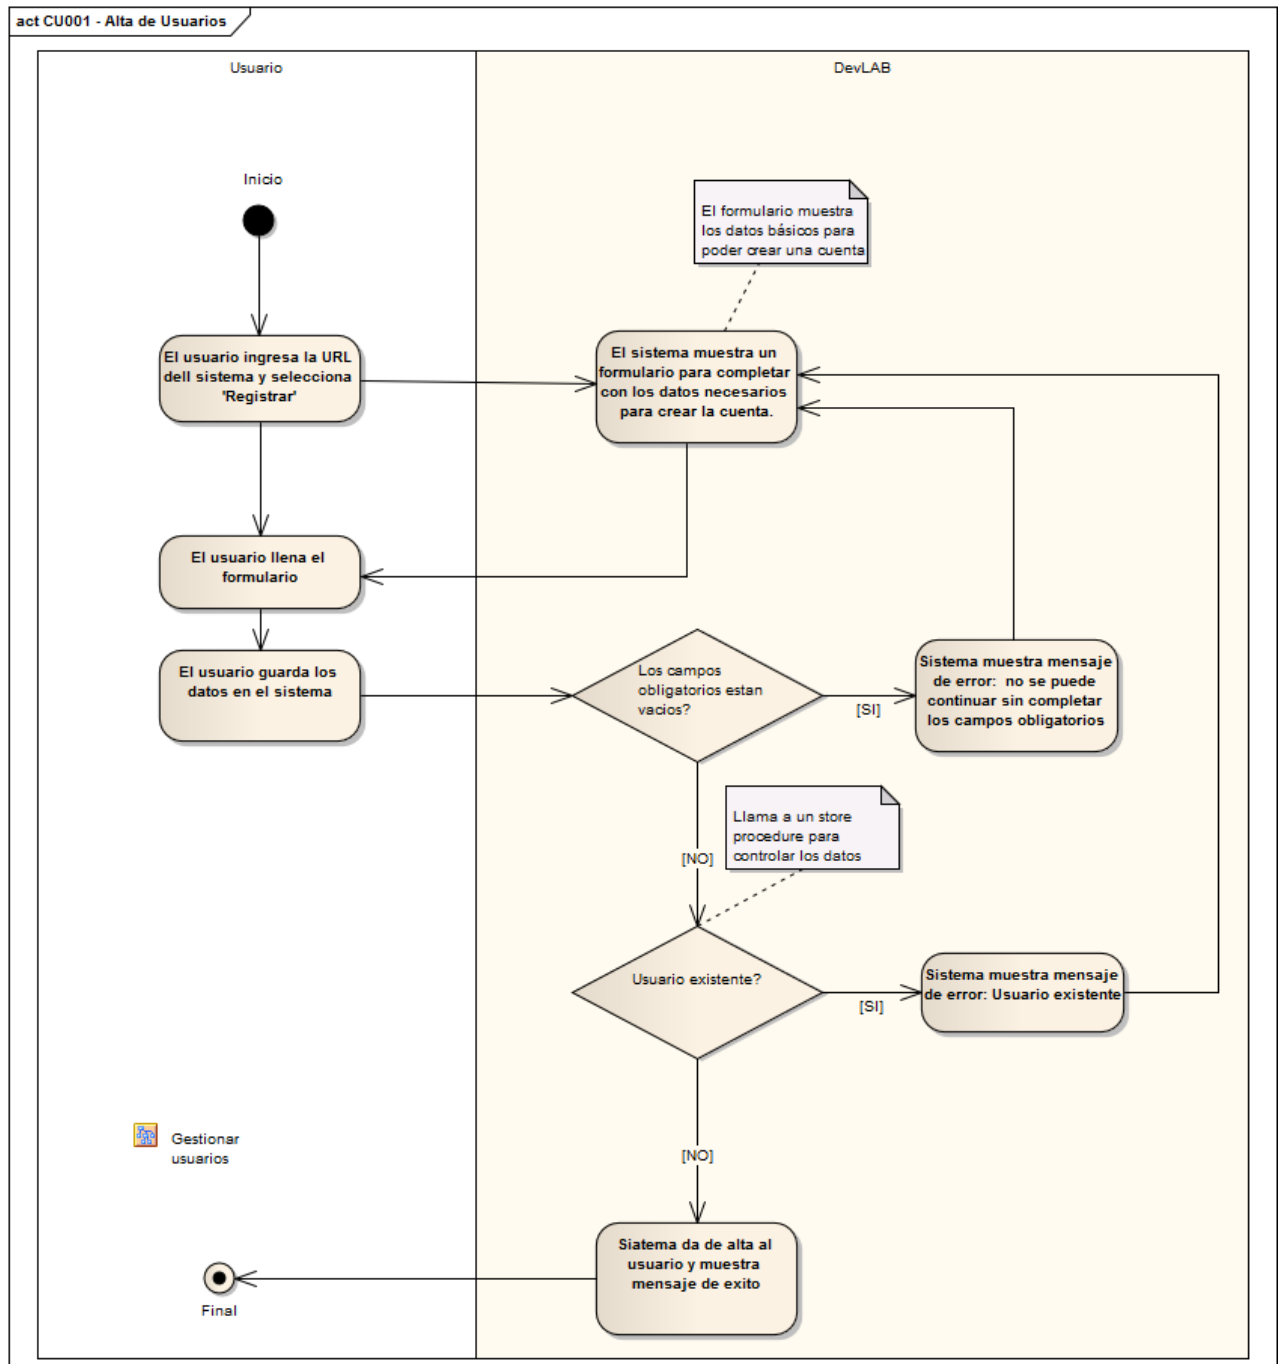 act CU001 - Alta de Usuarios
Usuario
DevLAB
Inicio
El formulario muestra
los datos básicos para
poder crear una cuenta
El usuario ingresa la URL
dell sistema y selecciona
'Registrar'
El sistema muestra un
formulario para completar
con los datos necesarios
para crear la cuenta.
El usuario llena el
formulario
El usuario guarda los
datos en el sistema
Los campos
obligatorios estan
vacios?
[SI]
Sistema muestra mensaje
de error: no se puede
continuar sin completar
los campos obligatorios
Llama a un store
procedure para
controlar los datos
[NO]
Usuario existente?
[SI]
Sistema muestra mensaje
de error: Usuario existente
Gestionar
usuarios
[NO]
Siatema da de alta al
usuario y muestra
mensaje de exito
Final